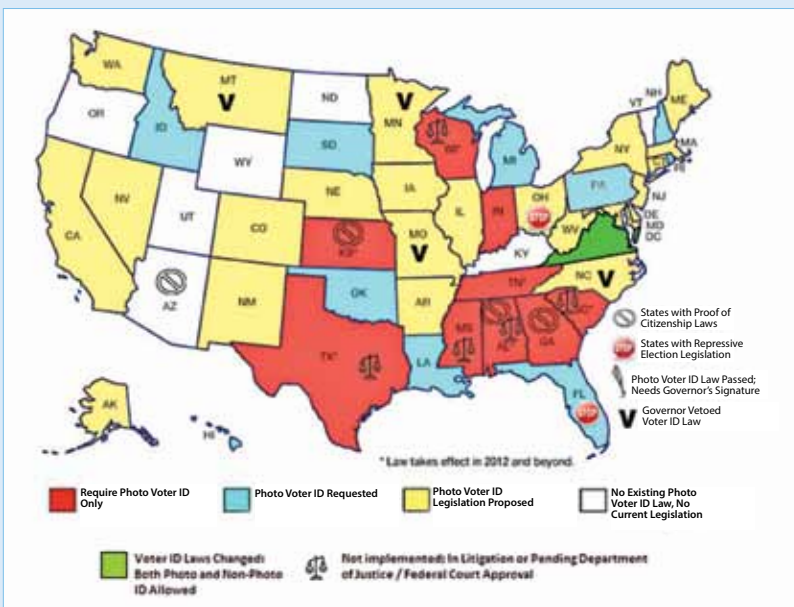 WA
MT
V
ND
V
MN
OR
ID
SD
WI*
MI
VT
NH
ME
NY
MA
CT
RI
WY
NE
IA
PA
NJ
NV
UT
CO
IL
IN
OH
STOP
DE
MD
DC
WV
CA
KS*
MO
V
KY
NC
V
AZ
NM
OK
AR
TN*
SC*
MS
AL*
GA
TX*
LA
FL
STOP
AK
HI
States with Proof of
Citizenship Laws
STOP
States with Repressive
Election Legislation
Photo Voter ID Law Passed;
Needs Governor's Signature
V
Governor Vetoed
Voter ID Law
* Law takes effect in 2012 and beyond.
Require Photo Voter ID
Only
Photo Voter ID Requested
Photo Voter ID
Legislation Proposed
No Existing Photo
Voter ID Law, No
Current Legislation
Voter ID Laws Changed:
Both Photo and Non-Photo
ID Allowed
Not implemented: In Litigation or Pending Department
of Justice / Federal Court Approval